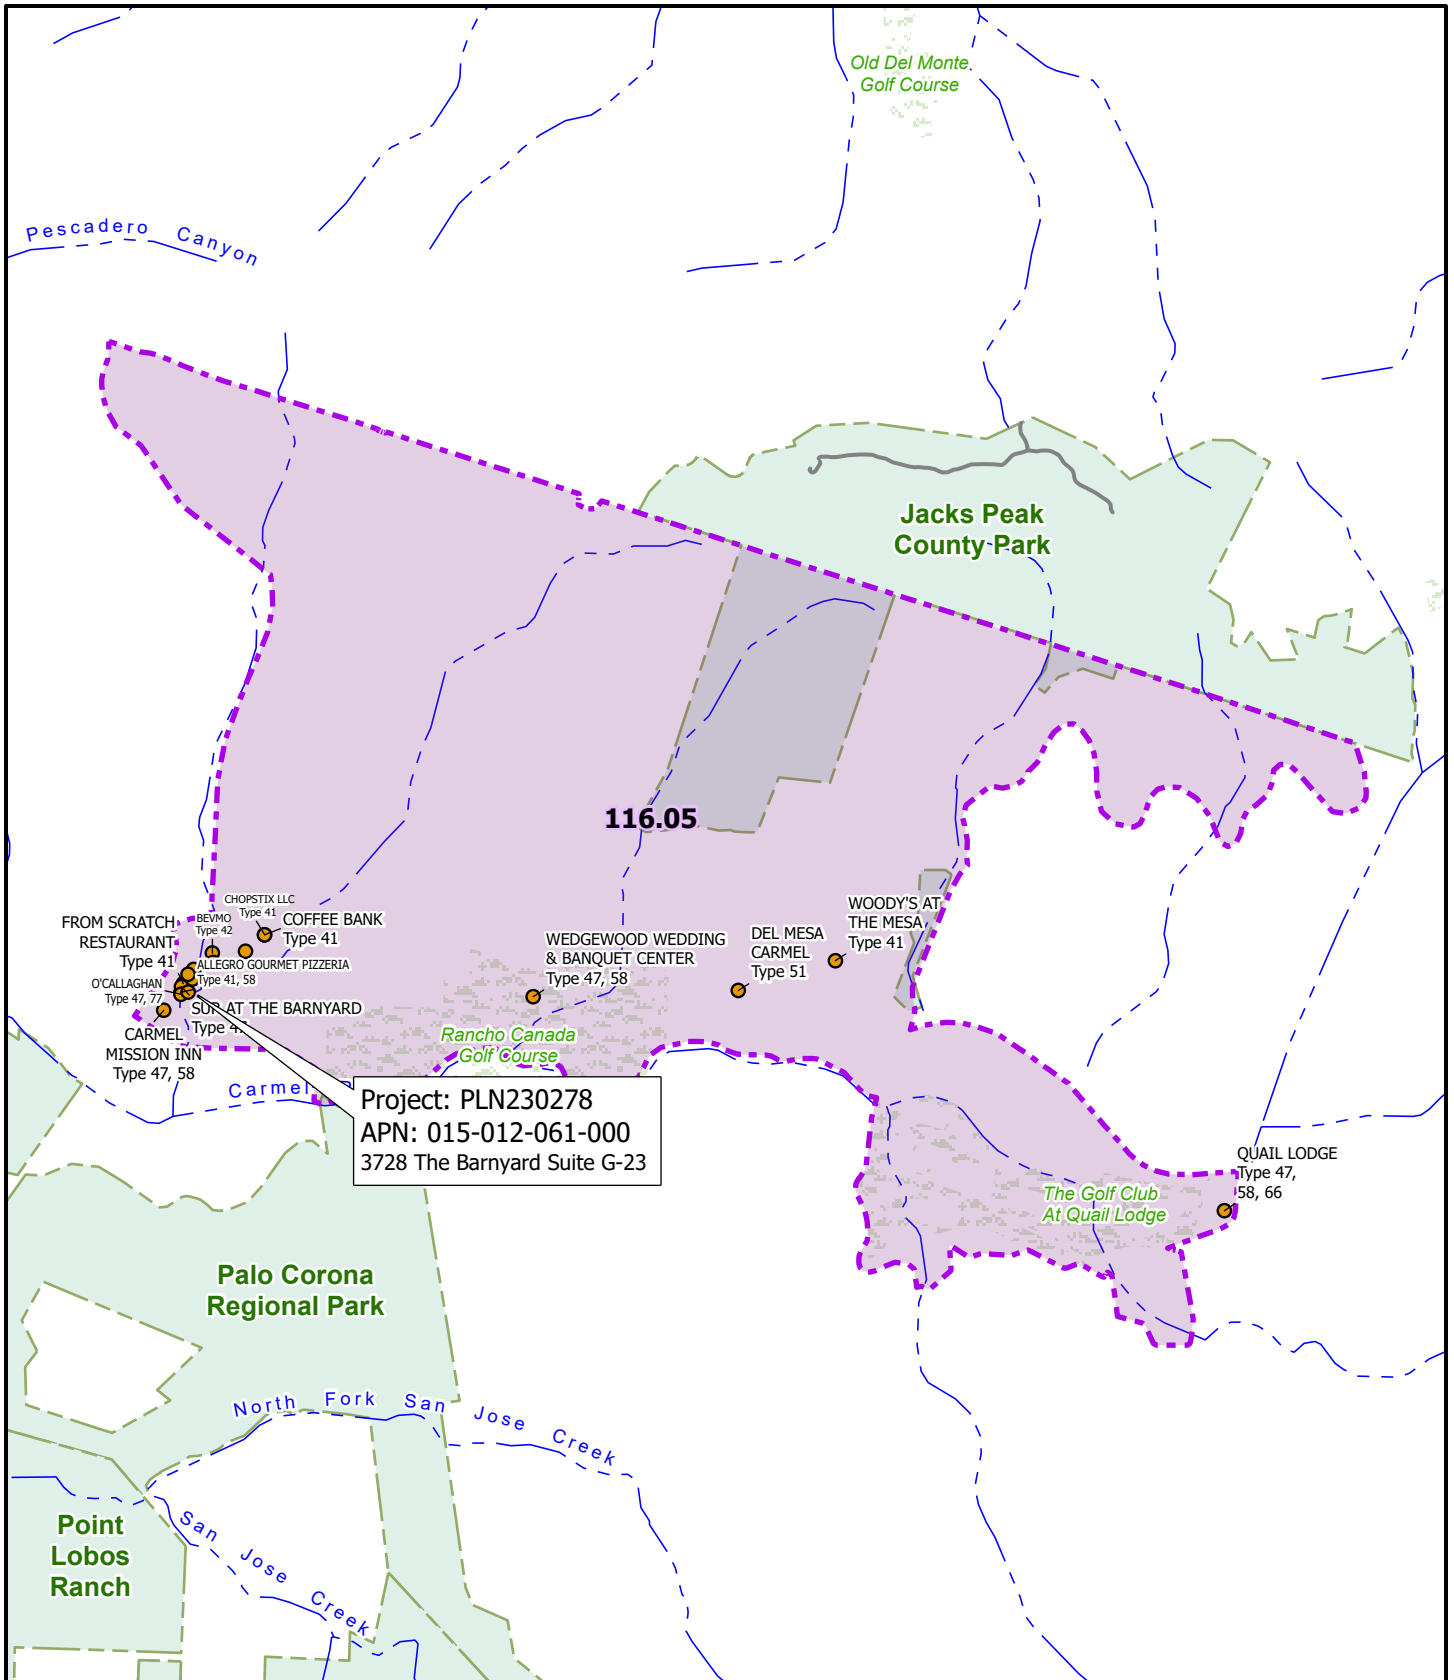 Old Del Monte
Golf Course
Pescadero Canyon
Jacks Peak
County Park
116.05
CHOPSTIX LLC
Type 41
BEVMO
Type 42
COFFEE BANK
Type 41
FROM SCRATCH
RESTAURANT
Type 41
ALLEGRO GOURMET PIZZERIA
Type 41, 58
O'CALLAGHAN
Type 47, 77
SUR AT THE BARNYARD
Type 47
CARMEL
MISSION INN
Type 47, 58
WEDGEWOOD WEDDING
& BANQUET CENTER
Type 47, 58
DEL MESA
CARMEL
Type 51
WOODY'S AT
THE MESA
Type 41
Rancho Canada
Golf Course
Carmel
Project: PLN230278
APN: 015-012-061-000
3728 The Barnyard Suite G-23
QUAIL LODGE
Type 47,
58, 66
The Golf Club
At Quail Lodge
Palo Corona
Regional Park
North Fork San Jose Creek
San Jose Creek
Point
Lobos
Ranch